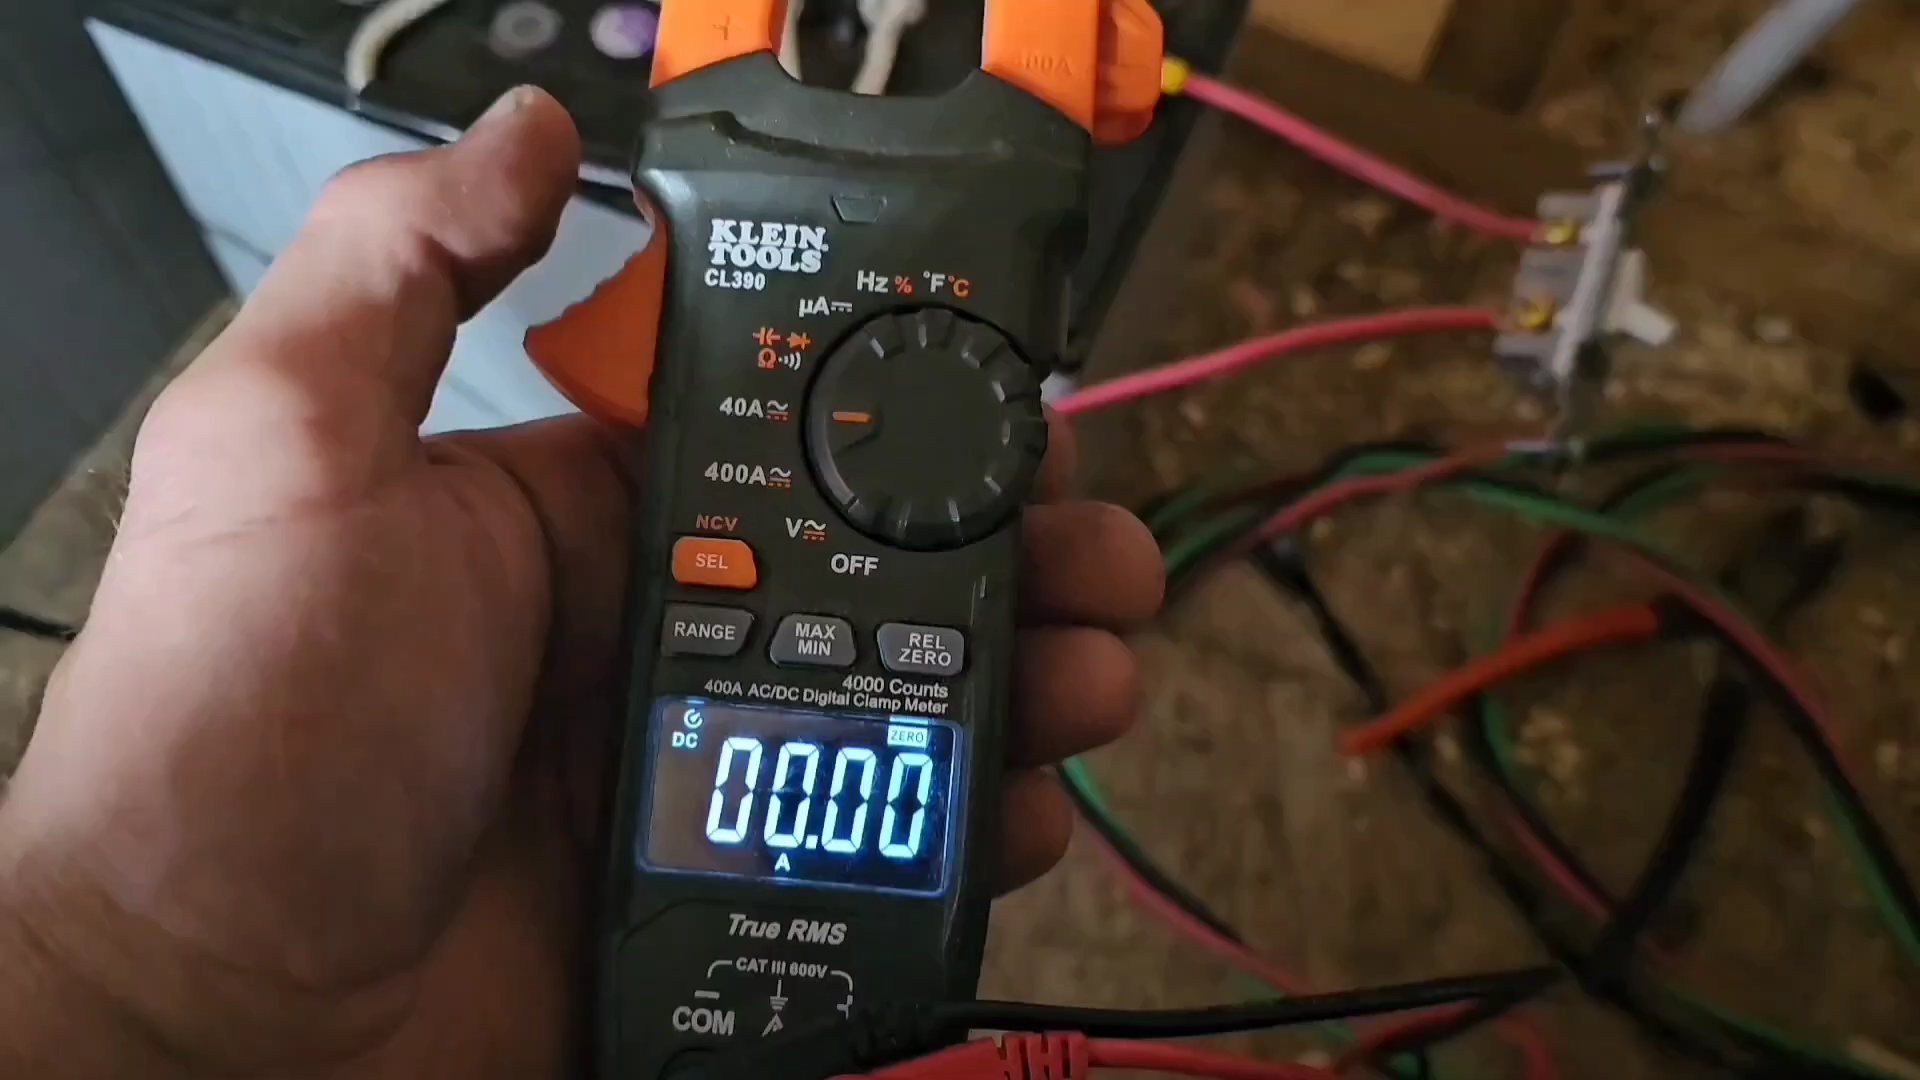 +
400A
KLEIN
TOOLS
CL390
Hz % °F°C
µA
Ω
40A
400A
NCV
V
SEL
OFF
RANGE
MAX
MIN
REL
ZERO
4000 Counts
400A AC/DC Digital Clamp Meter
DC
ZERO
00.00
A
True RMS
CAT III 600V
COM